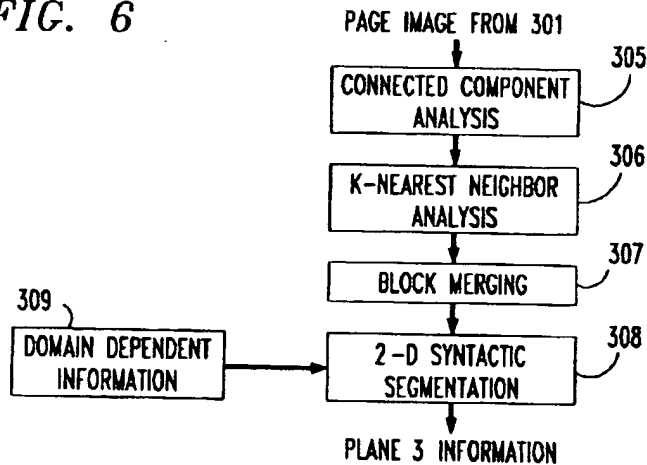 FIG. 6
PAGE IMAGE FROM 301
305
CONNECTED COMPONENT
ANALYSIS
306
K-NEAREST NEIGHBOR
ANALYSIS
307
BLOCK MERGING
309
DOMAIN DEPENDENT
INFORMATION
308
2-D SYNTACTIC
SEGMENTATION
PLANE 3 INFORMATION